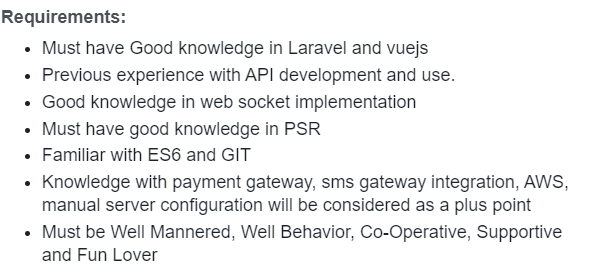 Requirements:
• Must have Good knowledge in Laravel and vuejs
• Previous experience with API development and use.
• Good knowledge in web socket implementation
• Must have good knowledge in PSR
• Familiar with ES6 and GIT
• Knowledge with payment gateway, sms gateway integration, AWS,
manual server configuration will be considered as a plus point
• Must be Well Mannered, Well Behavior, Co-Operative, Supportive
and Fun Lover